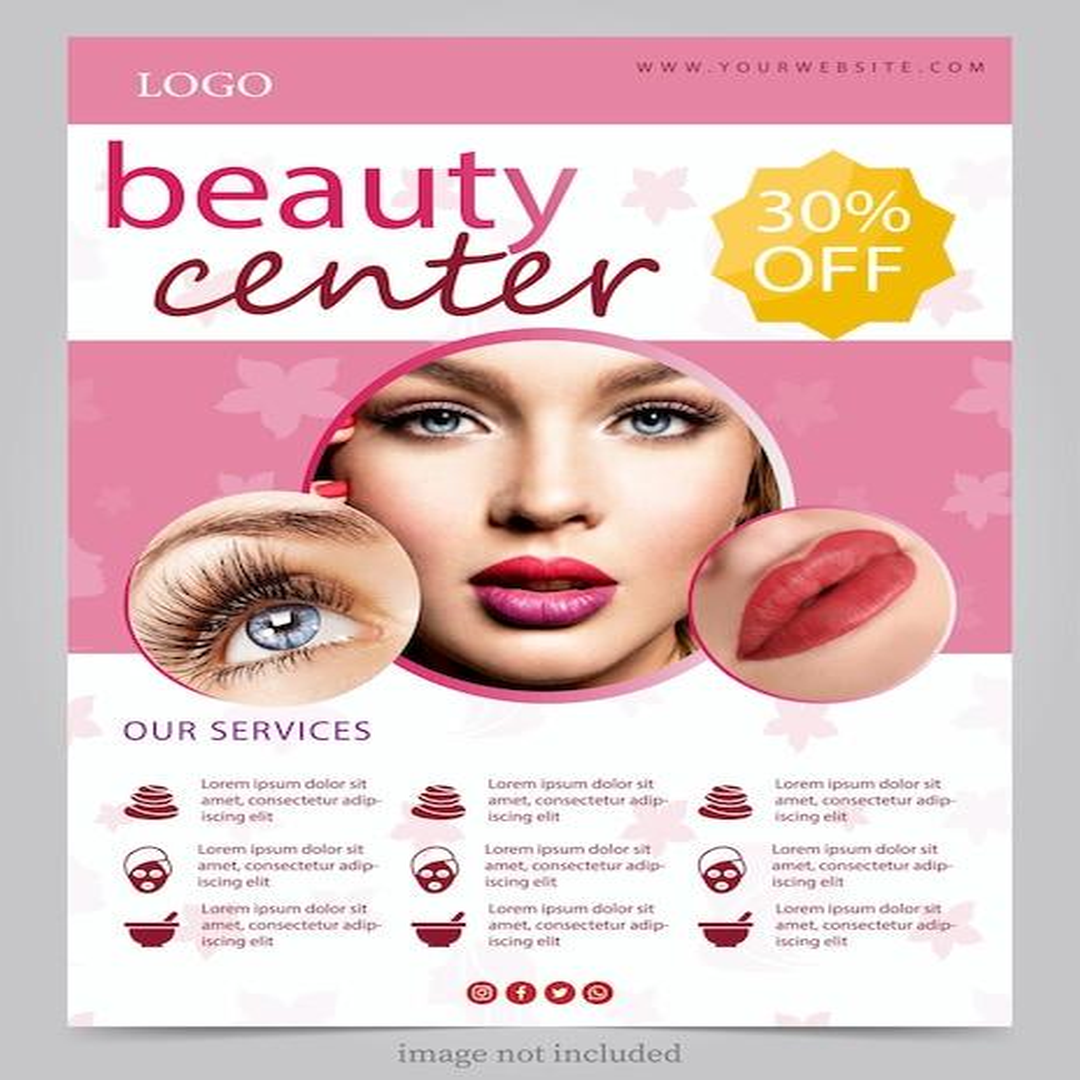 LOGO
WWW.YOURWEBSITE.COM
beauty
center
30%
OFF
OUR SERVICES
Lorem ipsum dolor sit
amet, consectetur adip-
iscing elit
Lorem ipsum dolor sit
amet, consectetur adip-
iscing elit
Lorem ipsum dolor sit
amet, consectetur adip-
iscing elit
Lorem ipsum dolor sit
amet, consectetur adip-
iscing elit
Lorem ipsum dolor sit
amet, consectetur adip-
iscing elit
Lorem ipsum dolor sit
amet, consectetur adip-
iscing elit
Lorem ipsum dolor sit
amet, consectetur adip-
iscing elit
Lorem ipsum dolor sit
amet, consectetur adip-
iscing elit
Lorem ipsum dolor sit
amet, consectetur adip-
iscing elit
image not included